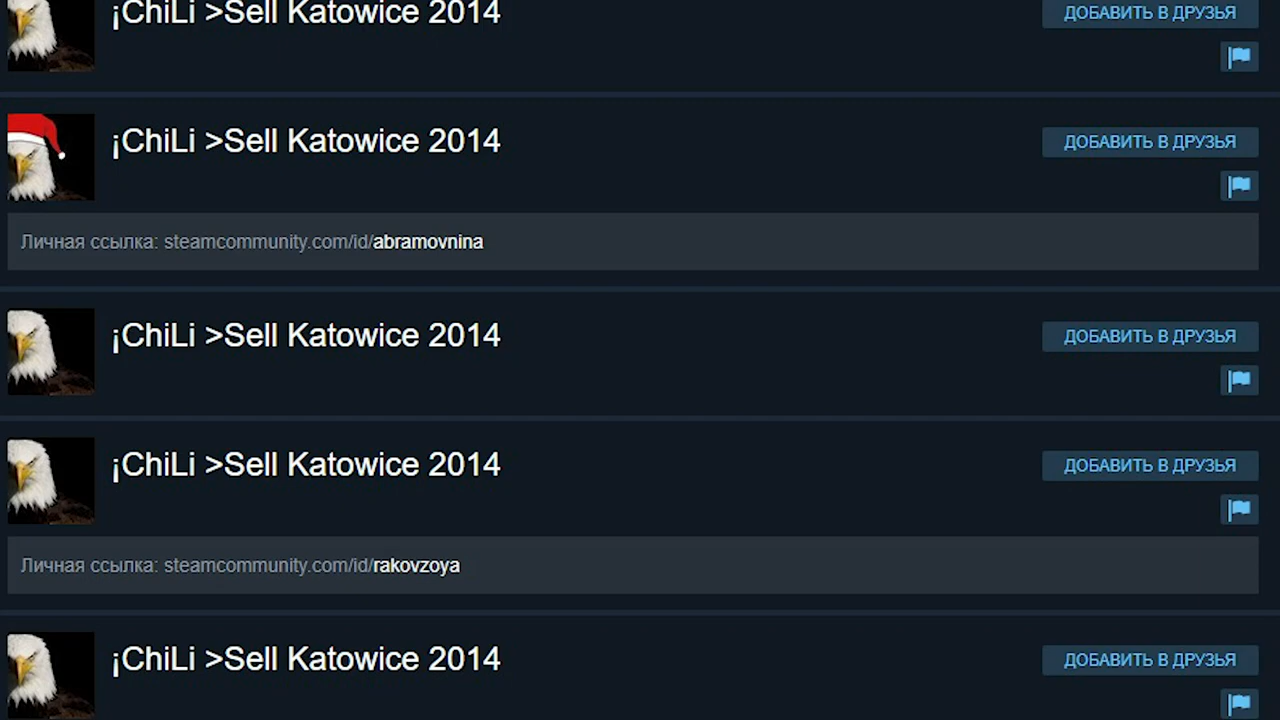 ¡ChiLi >Sell Katowice 2014
ДОБАВИТЬ В ДРУЗЬЯ
¡ChiLi >Sell Katowice 2014
ДОБАВИТЬ В ДРУЗЬЯ
Личная ссылка: steamcommunity.com/id/abramovnina
¡ChiLi >Sell Katowice 2014
ДОБАВИТЬ В ДРУЗЬЯ
¡ChiLi >Sell Katowice 2014
ДОБАВИТЬ В ДРУЗЬЯ
Личная ссылка: steamcommunity.com/id/rakovzoya
¡ChiLi >Sell Katowice 2014
ДОБАВИТЬ В ДРУЗЬЯ